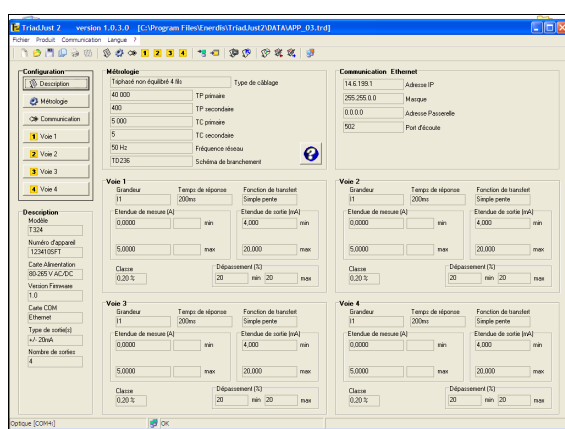 TriadJust 2 version 1.0.3.0 [C:\Program Files\Enerdis\TriadJust2\DATA\APP_03.trd]
Fichier Produit Communication Langue ?
1 2 3 4
Configuration
Description
Métrologie
Communication
1 Voie 1
2 Voie 2
3 Voie 3
4 Voie 4
Description
Modèle
T324
Numéro d'appareil
123410SFT
Carte Alimentation
80-265 V AC/DC
Version Firmware
1.0
Carte COM
Ethernet
Type de sortie(s)
+/- 20mA
Nombre de sorties
4
Métrologie
Triphasé non équilibré 4 fils Type de câblage
40 000 TP primaire
400 TP secondaire
5 000 TC primaire
5 TC secondaire
50 Hz Fréquence réseau
TD236 Schéma de branchement
Communication Ethernet
14.6.199.1 Adresse IP
255.255.0.0 Masque
0.0.0.0 Adresse Passerelle
502 Port d'écoute
Voie 1
Grandeur Temps de réponse Fonction de transfert
I1 200ms Simple pente
Etendue de mesure (A) Etendue de sortie (mA)
0,0000 min 4,000 min
5,0000 max 20,000 max
Classe Dépassement (%)
0,20 % 20 min 20 max
Voie 2
Grandeur Temps de réponse Fonction de transfert
I1 200ms Simple pente
Etendue de mesure (A) Etendue de sortie (mA)
0,0000 min 4,000 min
5,0000 max 20,000 max
Classe Dépassement (%)
0,20 % 20 min 20 max
Voie 3
Grandeur Temps de réponse Fonction de transfert
I1 200ms Simple pente
Etendue de mesure (A) Etendue de sortie (mA)
0,0000 min 4,000 min
5,0000 max 20,000 max
Classe Dépassement (%)
0,20 % 20 min 20 max
Voie 4
Grandeur Temps de réponse Fonction de transfert
I1 200ms Simple pente
Etendue de mesure (A) Etendue de sortie (mA)
0,0000 min 4,000 min
5,0000 max 20,000 max
Classe Dépassement (%)
0,20 % 20 min 20 max
Optique [COM4:] OK